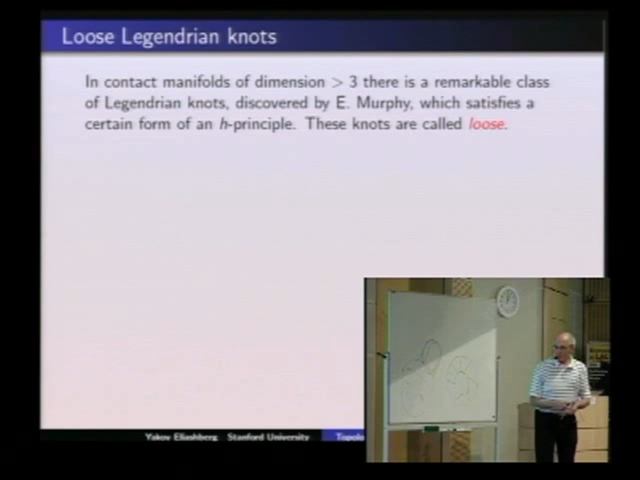 Loose Legendrian knots
In contact manifolds of dimension > 3 there is a remarkable class
of Legendrian knots, discovered by E. Murphy, which satisfies a
certain form of an h-principle. These knots are called loose.
Yakov Eliashberg Stanford University Topolo